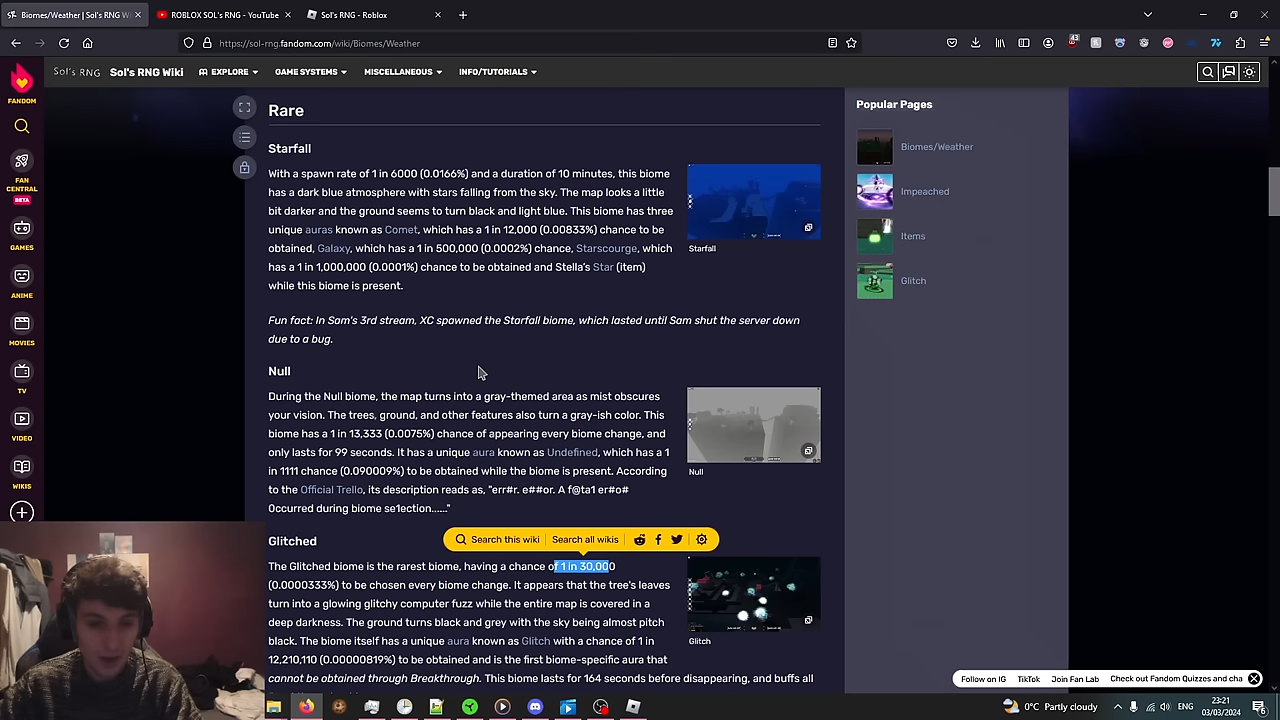 Biomes/Weather | Sol's RNG Wi
ROBLOX SOL's RNG - YouTube
Sol's RNG - Roblox
https://sol-rng.fandom.com/wiki/Biomes/Weather
43
FANDOM
Sol's RNG
Sol's RNG Wiki
EXPLORE
GAME SYSTEMS
MISCELLANEOUS
INFO/TUTORIALS
FAN CENTRAL
BETA
GAMES
ANIME
MOVIES
TV
VIDEO
WIKIS
Rare
Starfall
With a spawn rate of 1 in 6000 (0.0166%) and a duration of 10 minutes, this biome
has a dark blue atmosphere with stars falling from the sky. The map looks a little
bit darker and the ground seems to turn black and light blue. This biome has three
unique auras known as Comet, which has a 1 in 12,000 (0.00833%) chance to be
obtained, Galaxy, which has a 1 in 500,000 (0.0002%) chance, Starscourge, which
has a 1 in 1,000,000 (0.0001%) chance to be obtained and Stella's Star (item)
while this biome is present.
Starfall
Fun fact: In Sam's 3rd stream, XC spawned the Starfall biome, which lasted until Sam shut the server down
due to a bug.
Null
During the Null biome, the map turns into a gray-themed area as mist obscures
your vision. The trees, ground, and other features also turn a gray-ish color. This
biome has a 1 in 13,333 (0.0075%) chance of appearing every biome change, and
only lasts for 99 seconds. It has a unique aura known as Undefined, which has a 1
in 1111 chance (0.090009%) to be obtained while the biome is present. According
to the Official Trello, its description reads as, "err#r. e##or. A f@ta1 er#o#
0ccurred during biome se1ection....."
Null
Search this wiki
Search all wikis
Glitched
The Glitched biome is the rarest biome, having a chance of 1 in 30,000
(0.0000333%) to be chosen every biome change. It appears that the tree's leaves
turn into a glowing glitchy computer fuzz while the entire map is covered in a
deep darkness. The ground turns black and grey with the sky being almost pitch
black. The biome itself has a unique aura known as Glitch with a chance of 1 in
12,210,110 (0.00000819%) to be obtained and is the first biome-specific aura that
cannot be obtained through Breakthrough. This biome lasts for 164 seconds before disappearing, and buffs all
Glitch
Popular Pages
Biomes/Weather
Impeached
Items
Glitch
Follow on IG
TikTok
Join Fan Lab
Check out Fandom Quizzes and cha
0°C Partly cloudy
ENG
23:21
03/03/2024